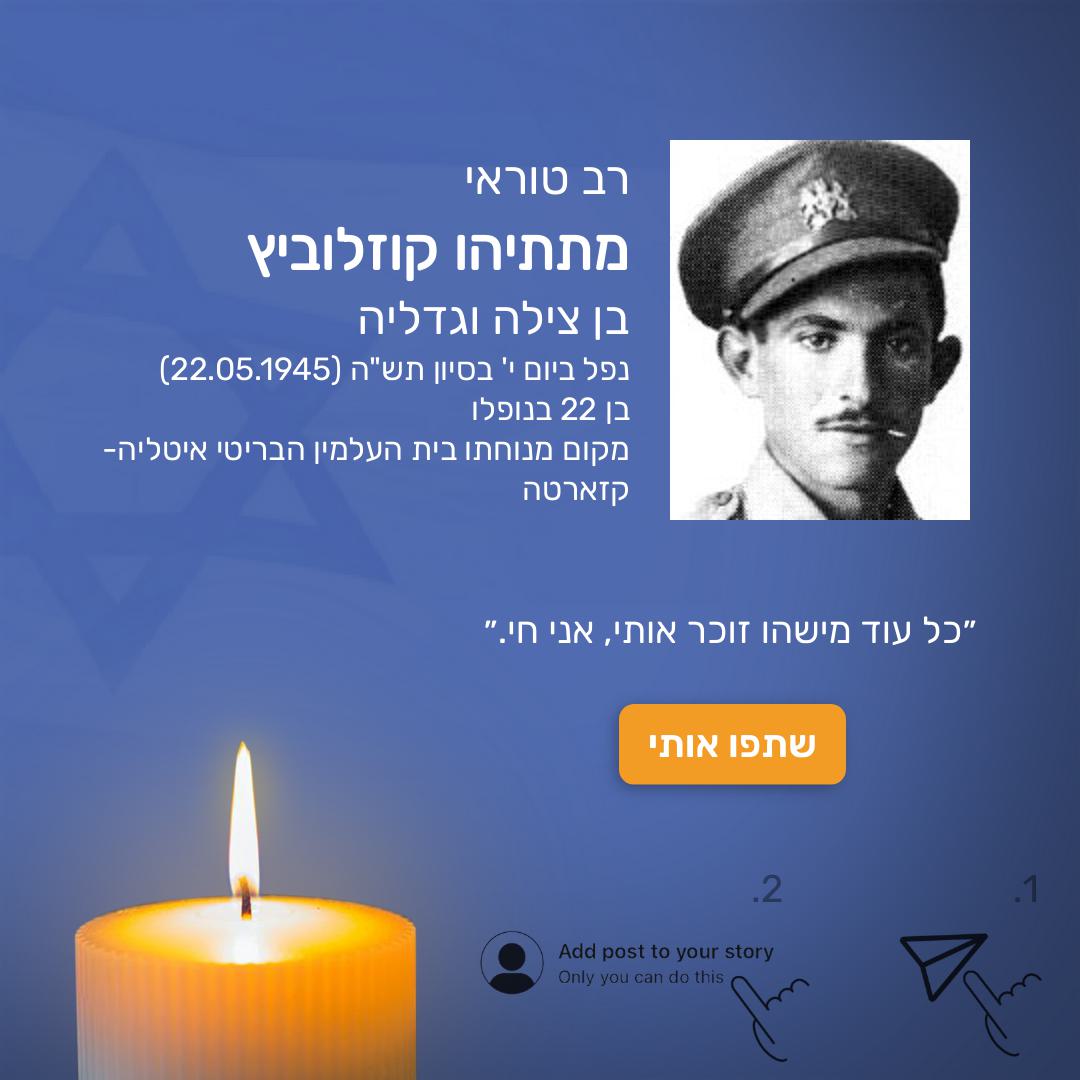 רב טוראי
מתתיהו קוזלוביץ
בן צילה וגדליה
נפל ביום י' בסיון תש"ה (22.05.1945)
בן 22 בנופלו
מקום מנוחתו בית העלמין הבריטי איטליה-
קזארטה
״כל עוד מישהו זוכר אותי, אני חי.״
שתפו אותי
1.
2.
Add post to your story
Only you can do this